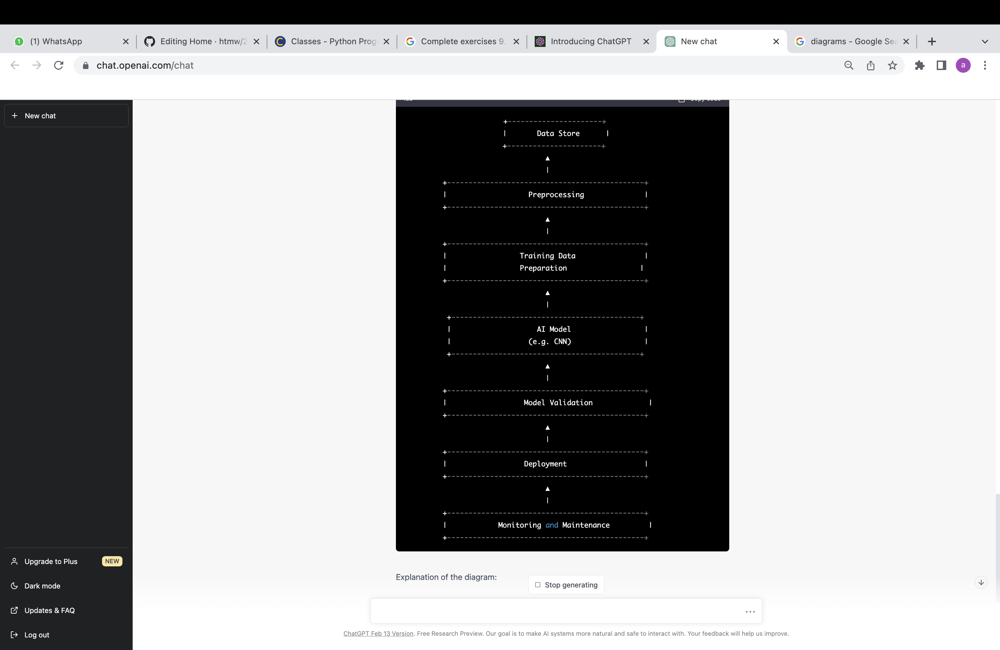 (1) WhatsApp
Editing Home · htmw/2
Classes - Python Prog
Complete exercises 9.
Introducing ChatGPT
New chat
diagrams - Google Sea
chat.openai.com/chat
a
New chat
Copy code
Data Store
Preprocessing
Training Data
Preparation
AI Model
(e.g. CNN)
Model Validation
Deployment
Monitoring and Maintenance
Explanation of the diagram:
Stop generating
Upgrade to Plus NEW
Dark mode
Updates & FAQ
Log out
ChatGPT Feb 13 Version. Free Research Preview. Our goal is to make AI systems more natural and safe to interact with. Your feedback will help us improve.